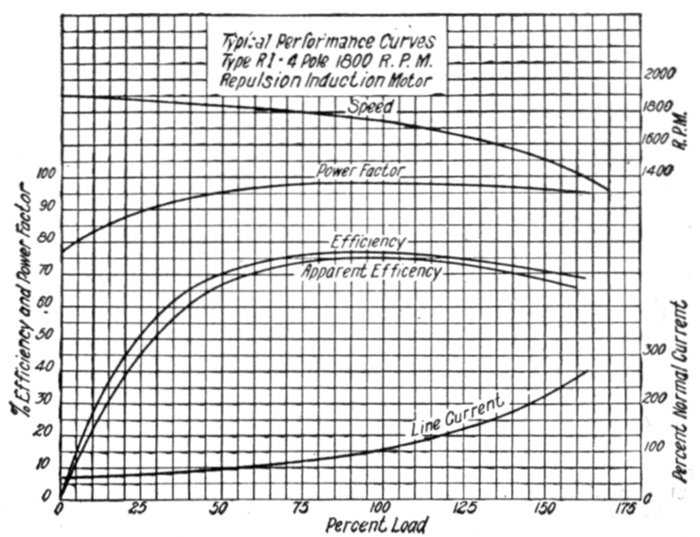 Typical Performance Curves
Type RI-4 Pole 1800 R.P.M.
Repulsion Induction Motor
Speed
Power Factor
Efficiency
Apparent Efficency
Line Current
% Efficiency and Power Factor
100
90
80
70
60
50
40
30
20
10
0
2000
1800
1600
1400
R.P.M.
300
200
100
0
Percent Normal Current
0 25 50 75 100 125 150 175
Percent Load